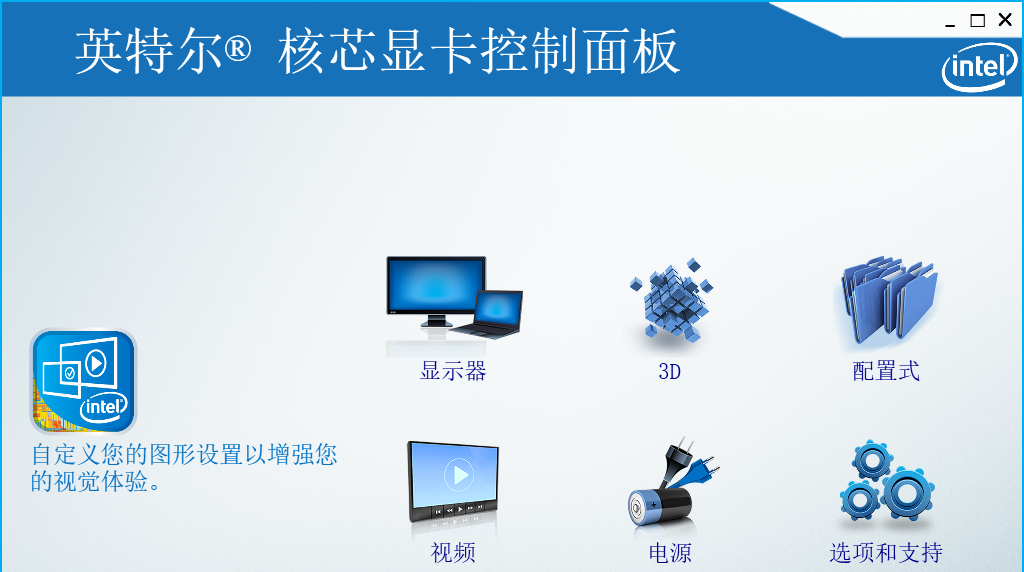 英特尔® 核芯显卡控制面板
intel
显示器
3D
配置式
intel
自定义您的图形设置以增强您
的视觉体验。
视频
电源
选项和支持